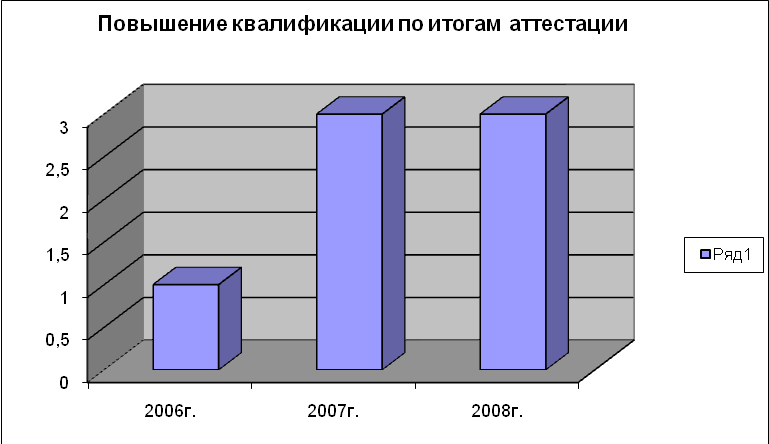 Повышение квалификации по итогам аттестации
3
2,5
2
1,5
1
0,5
0
2006г.
2007г.
2008г.
Ряд1